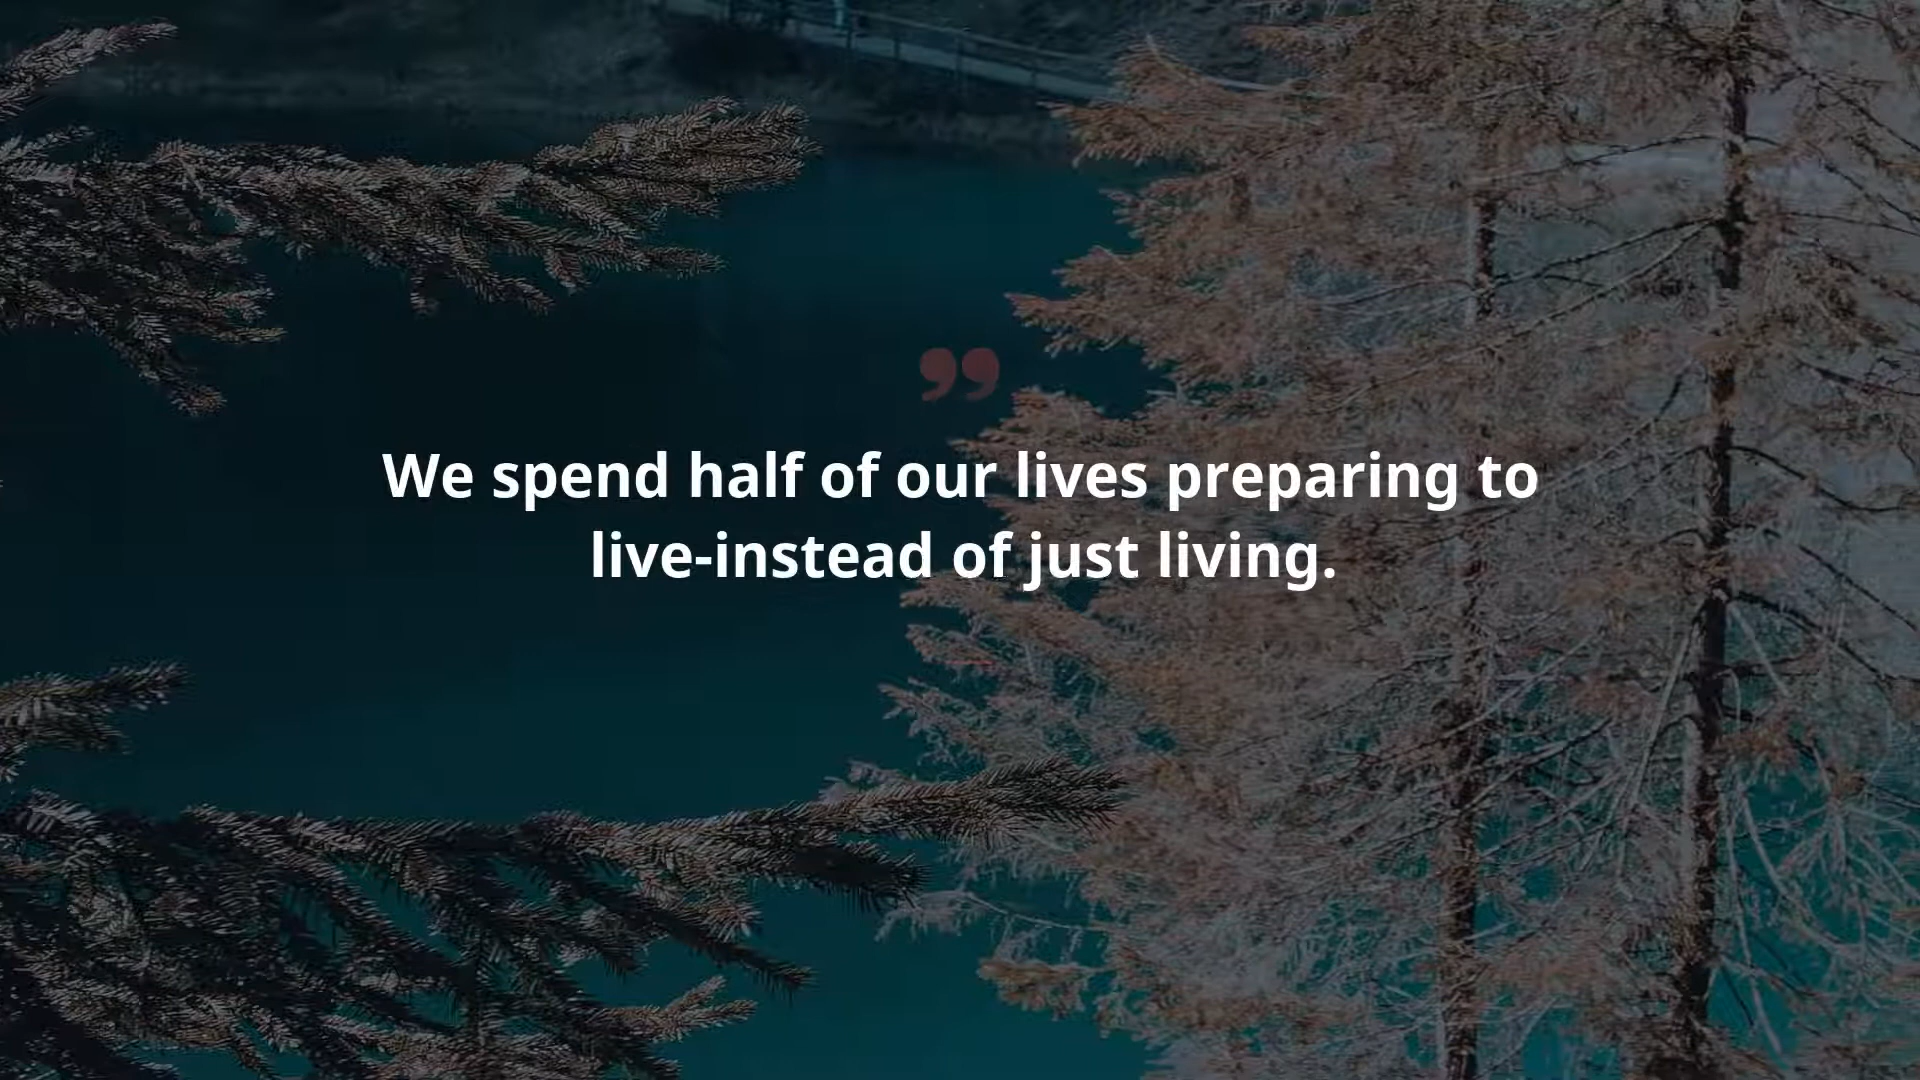 ”
We spend half of our lives preparing to
live-instead of just living.